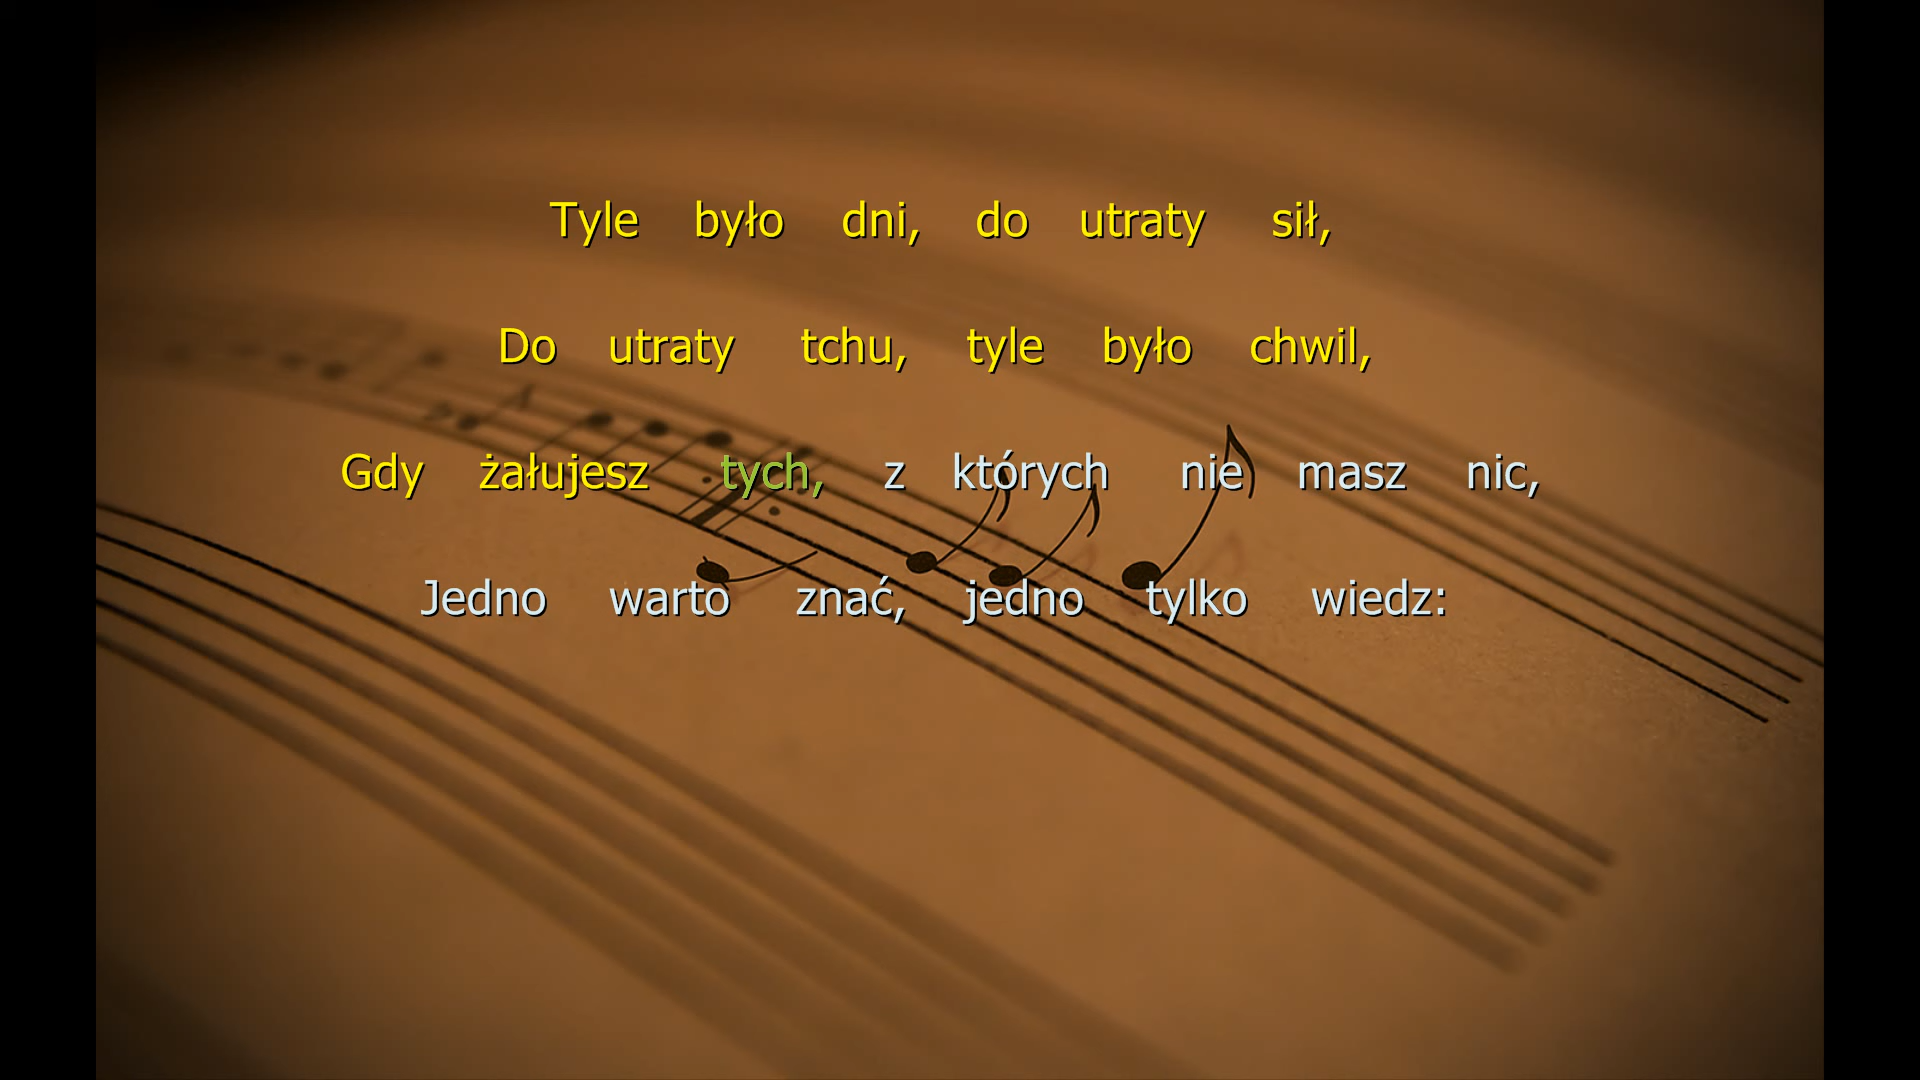 Tyle było dni, do utraty sił,
Do utraty tchu, tyle było chwil,
Gdy żałujesz tych, z których nie masz nic,
Jedno warto znać, jedno tylko wiedz: